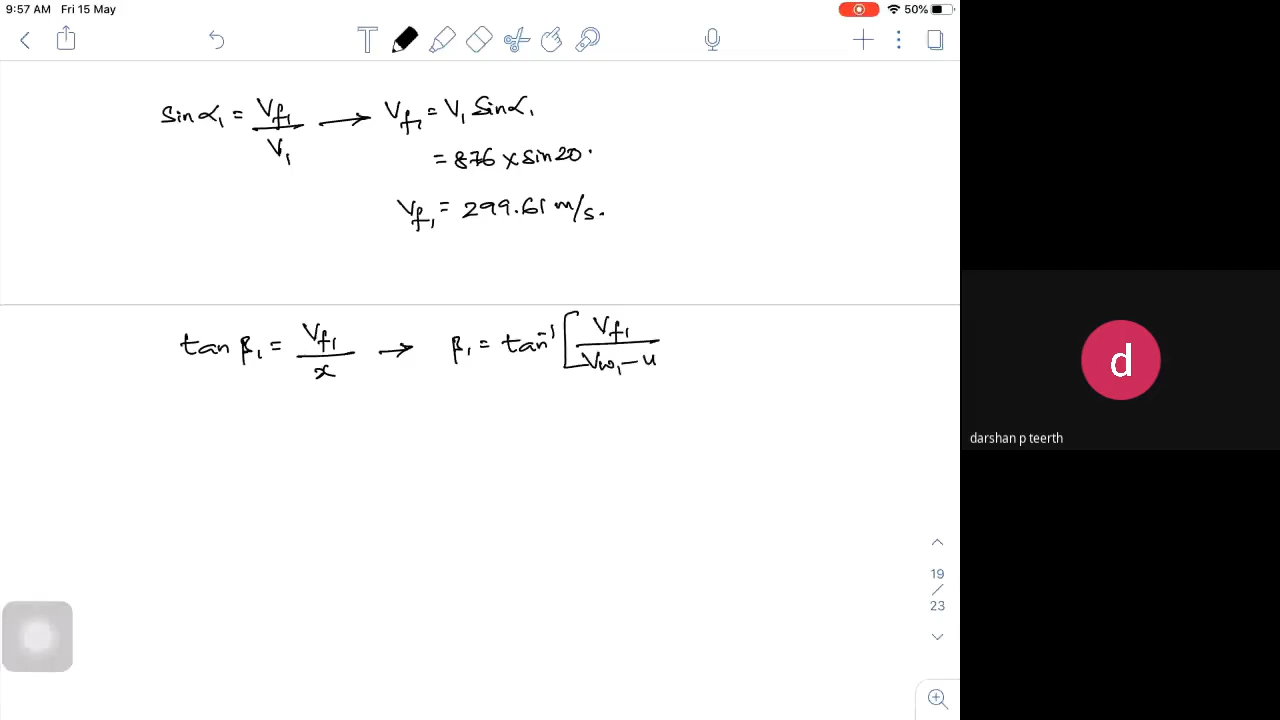 9:57 AM Fri 15 May
50%
T
sin α₁ = Vf₁ / V₁ ⟶ Vf₁ = V₁ sin α₁
= 876 × sin 20
Vf₁ = 299.61 m/s.
tan β₁ = Vf₁ / x → β₁ = tan⁻¹ [ Vf₁ / Vw₁ − u
d
darshan p teerth
19
/
23